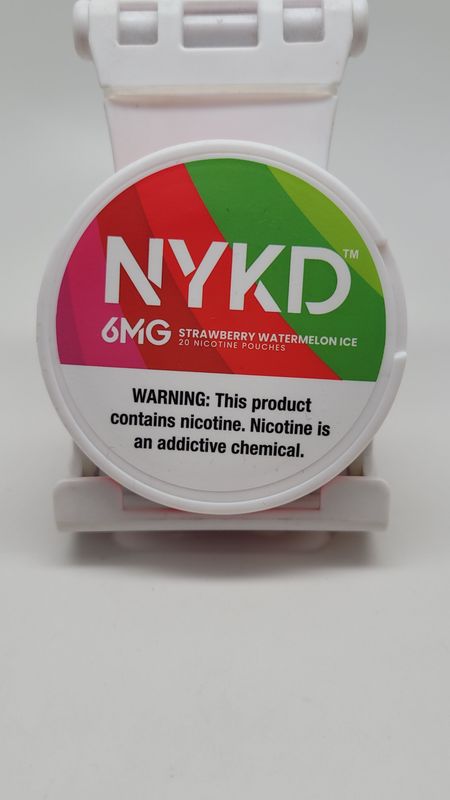 NYKD™
6MG STRAWBERRY WATERMELON ICE
20 NICOTINE POUCHES
WARNING: This product
contains nicotine. Nicotine is
an addictive chemical.